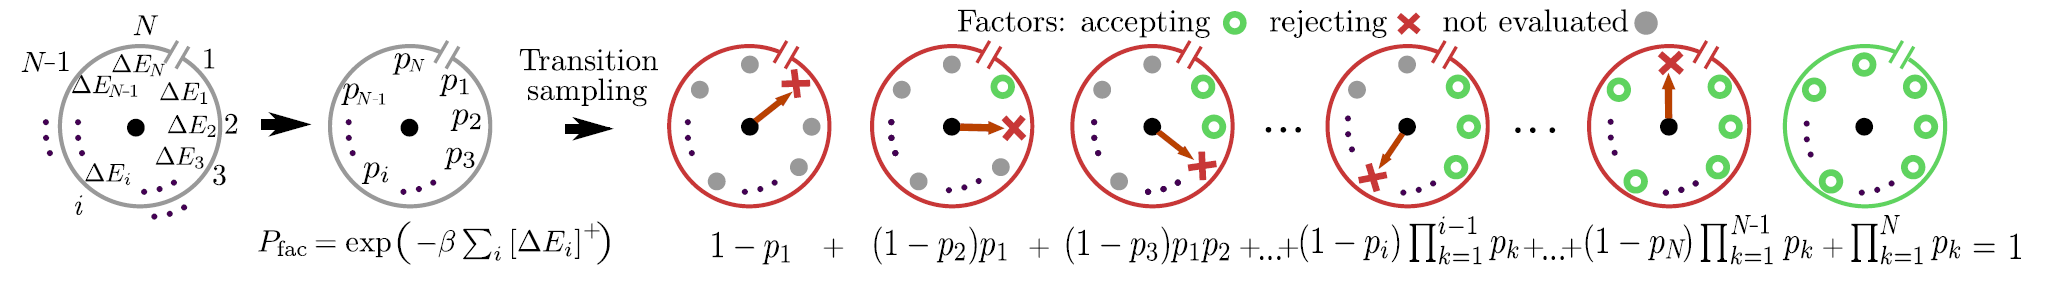 Factors: accepting rejecting not evaluated
N
N-1 1
ΔE_N
ΔE_{N-1} ΔE_1
ΔE_2 2
ΔE_3
ΔE_i 3
i
p_N
p_{N-1} p_1
p_2
p_3
p_i
Transition
sampling
... ...
P_fac = exp(-β ∑_i [ΔE_i]^+)
1 - p_1 + (1 - p_2)p_1 + (1 - p_3)p_1p_2 +...+(1 - p_i) ∏_{k=1}^{i-1} p_k+...+(1 - p_N) ∏_{k=1}^{N-1} p_k + ∏_{k=1}^{N} p_k = 1